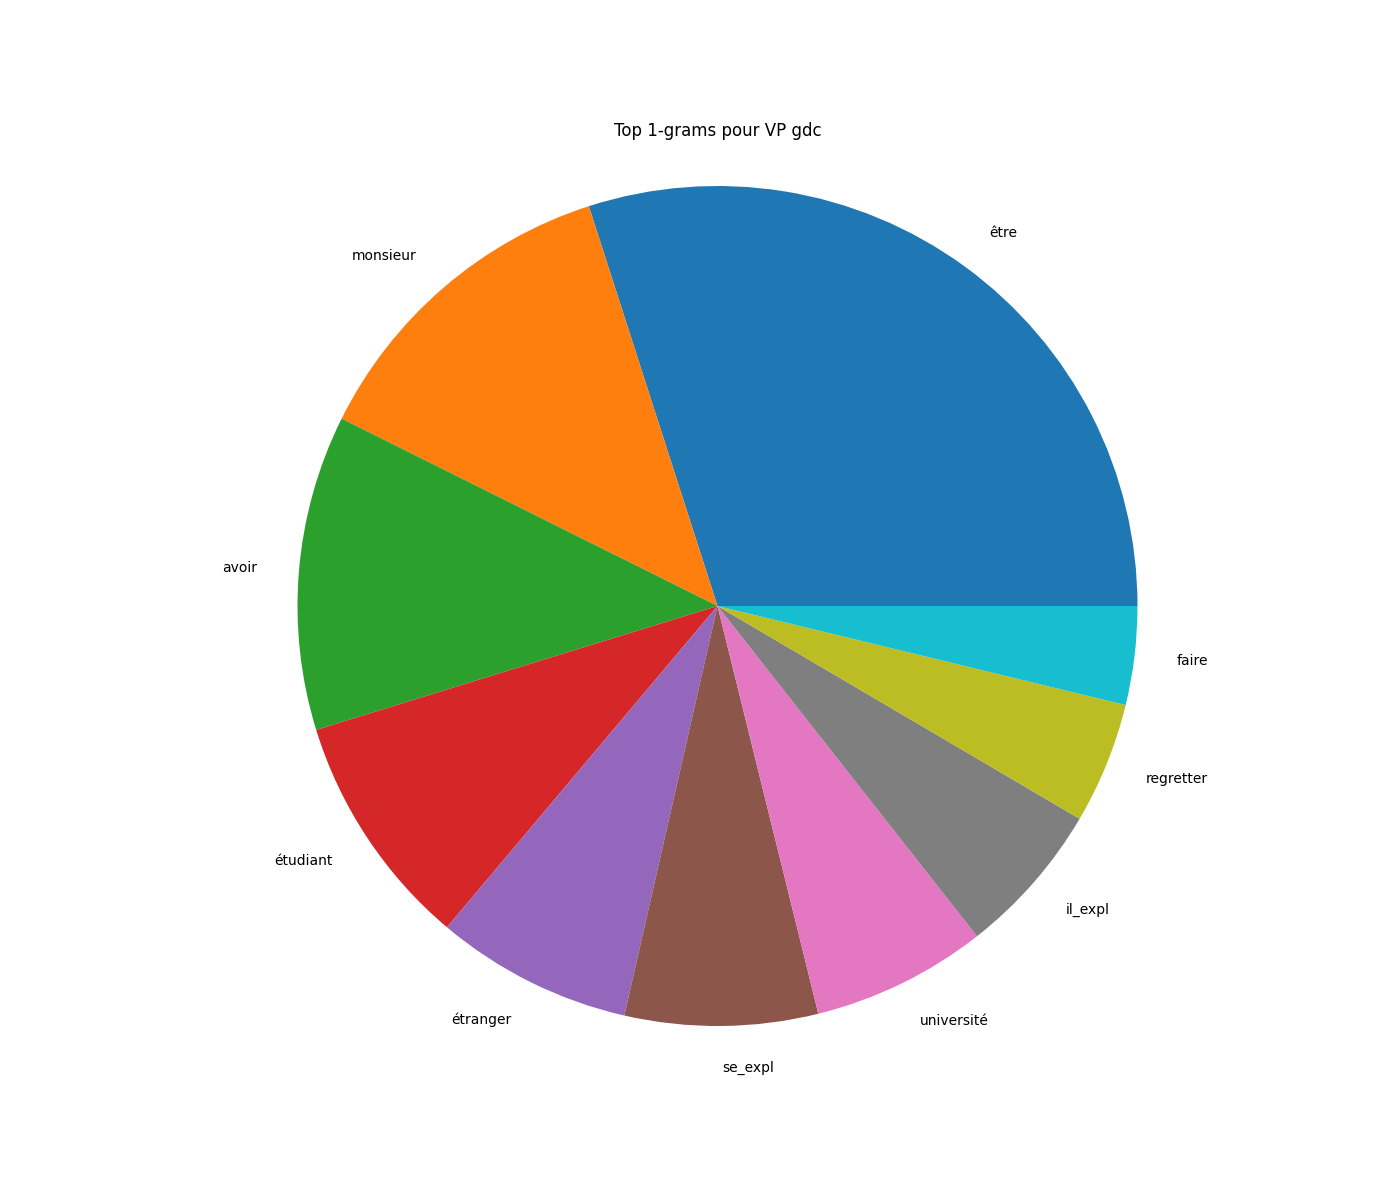 Top 1-grams pour VP gdc
être
monsieur
avoir
étudiant
étranger
se_expl
université
il_expl
regretter
faire